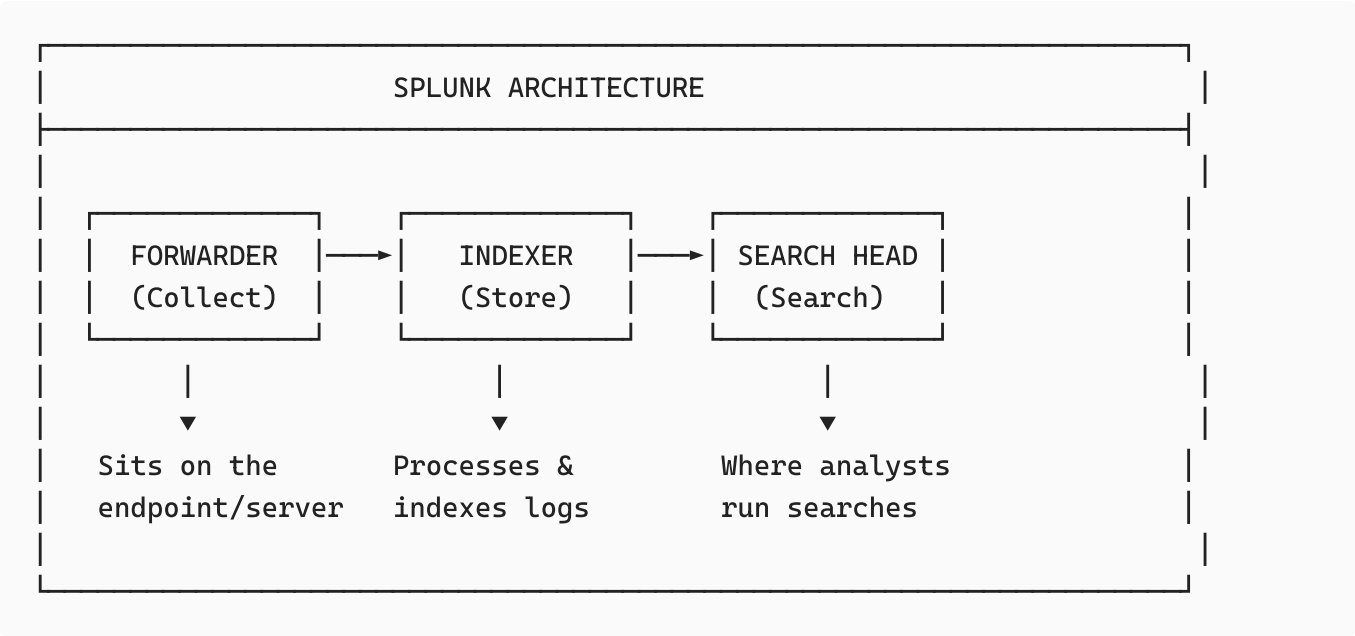 SPLUNK ARCHITECTURE
FORWARDER
(Collect)
INDEXER
(Store)
SEARCH HEAD
(Search)
Sits on the
endpoint/server
Processes &
indexes logs
Where analysts
run searches